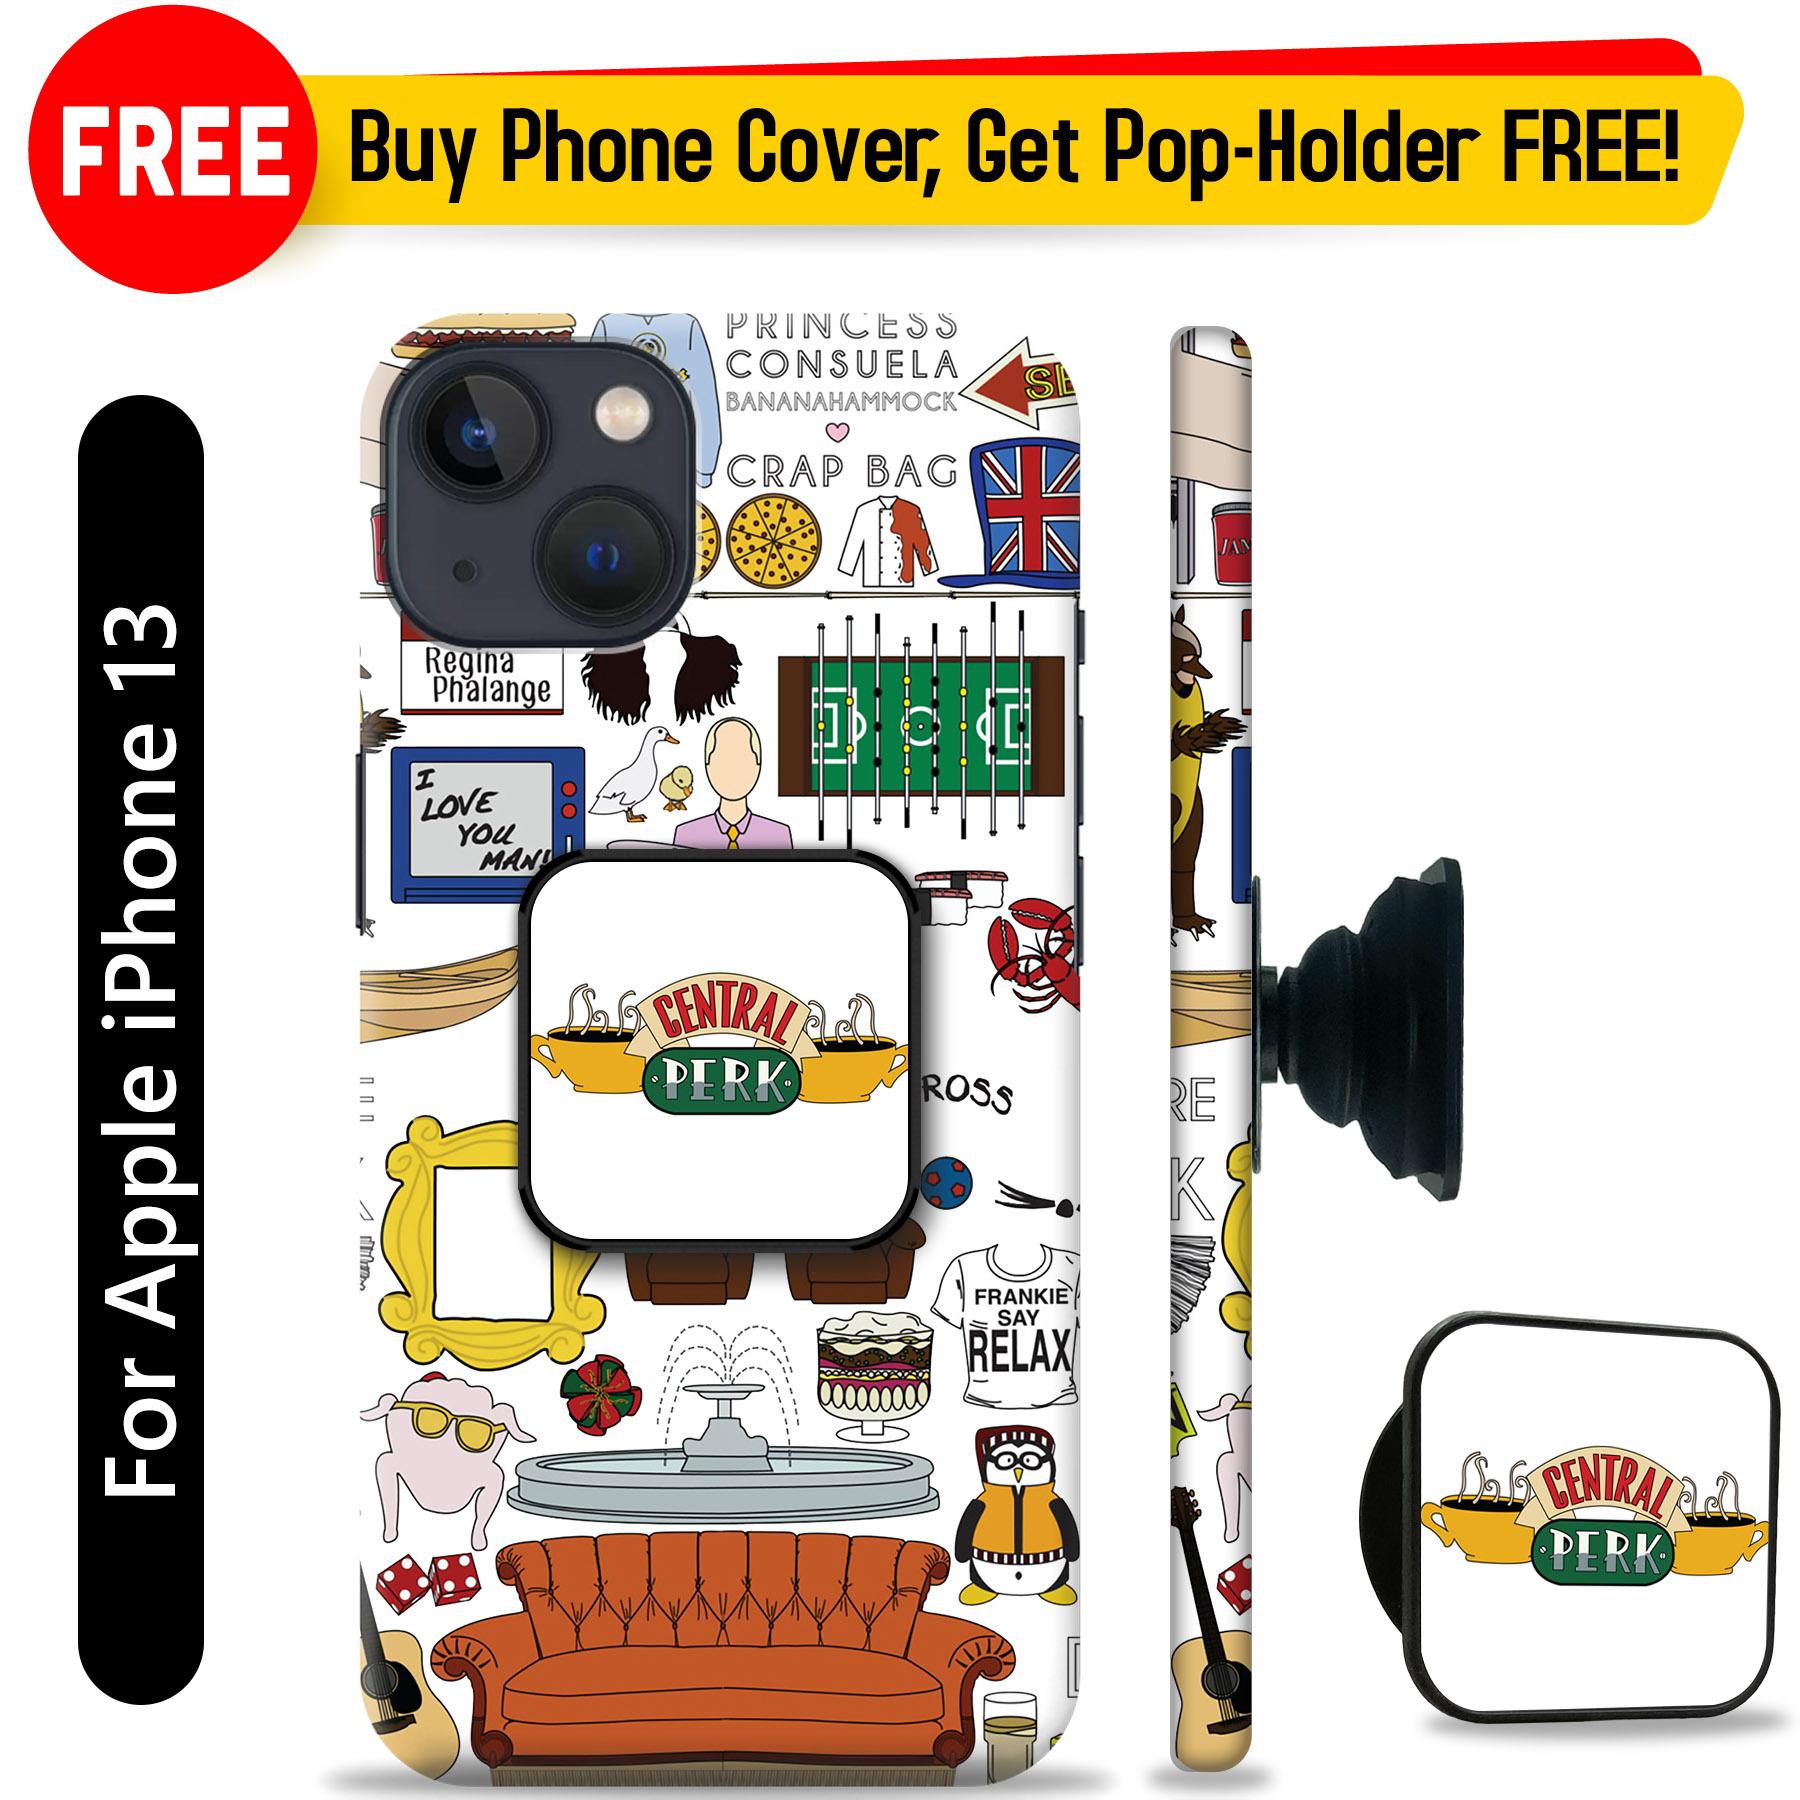 FREE
Buy Phone Cover, Get Pop-Holder FREE!
For Apple iPhone 13
PRINCESS
CONSUELA
BANANAHAMMOCK
CRAP BAG
Regina
Phalange
I
LOVE
YOU
MAN!
CENTRAL
PERK
ROSS
FRANKIE
SAY
RELAX
RE
K
CENTRAL
PERK